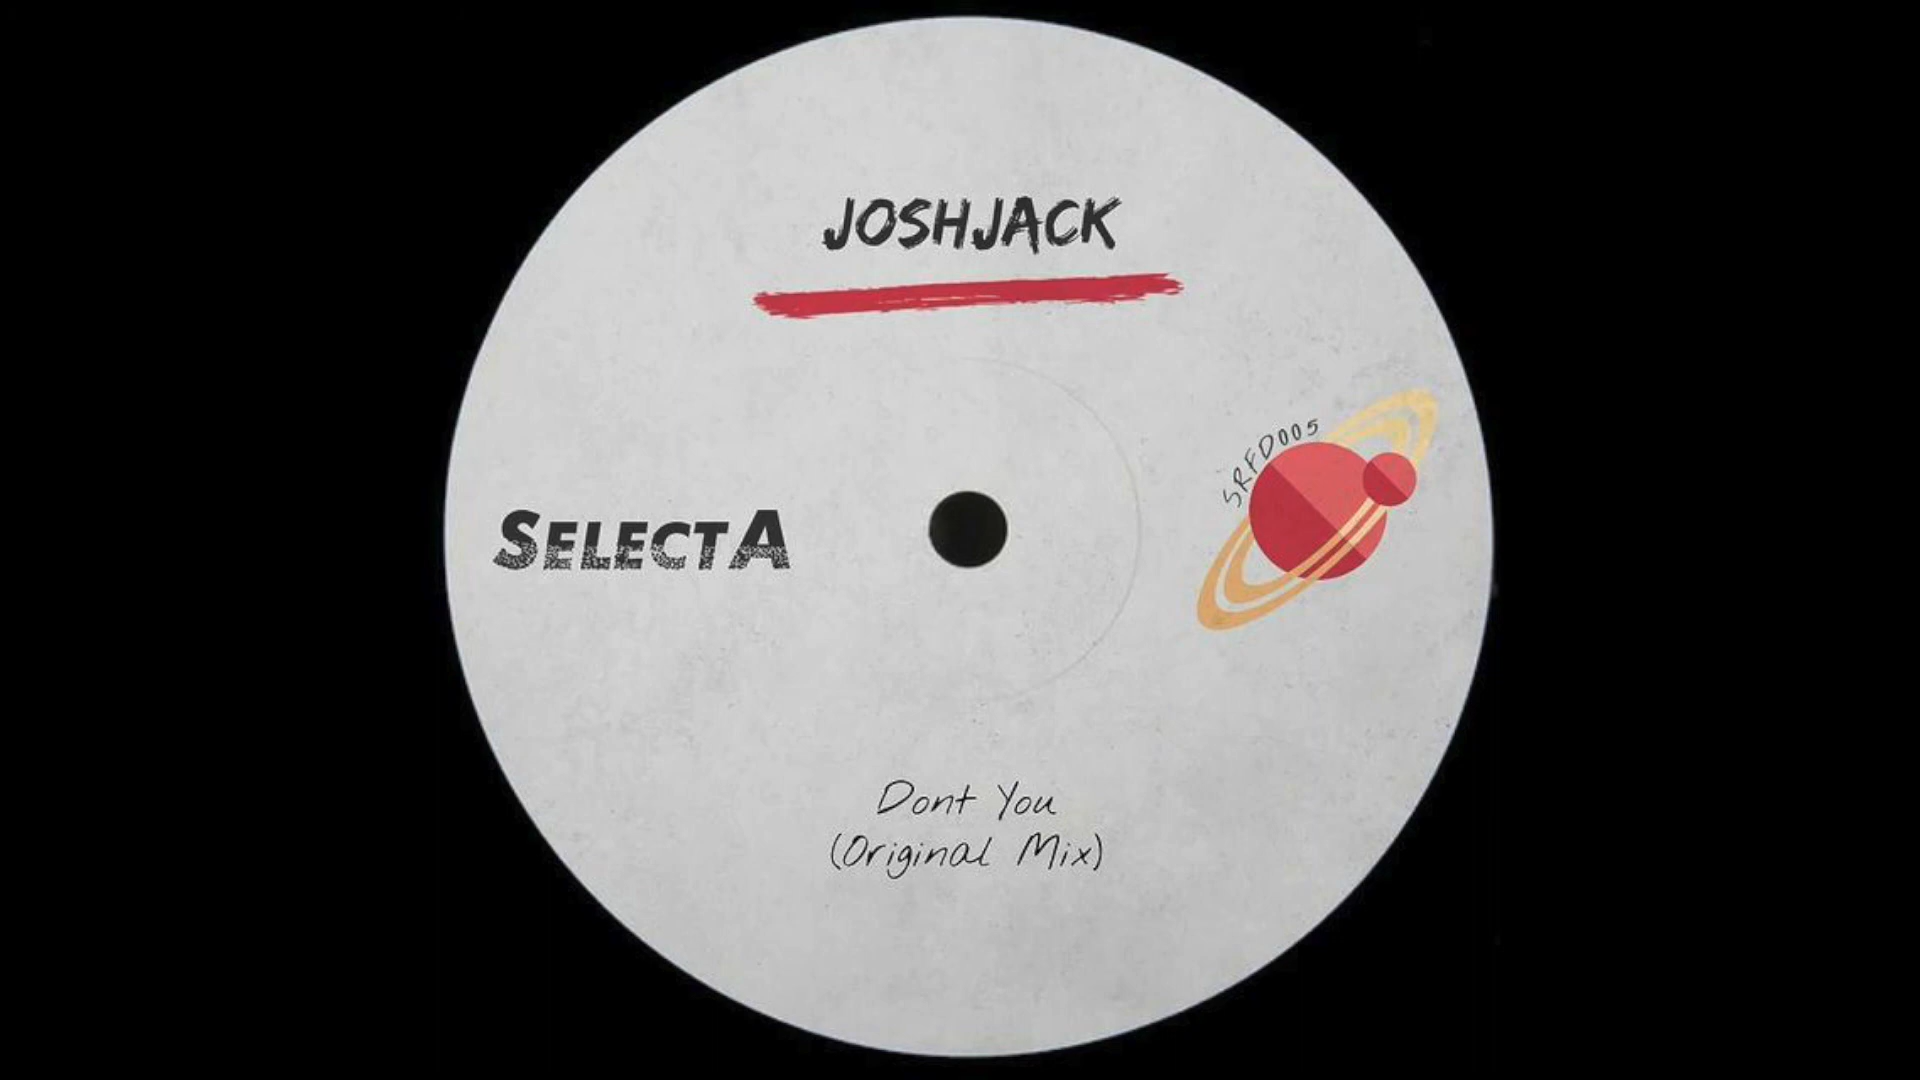 JOSHJACK
SRFD005
SELECTA
Dont You
(Original Mix)